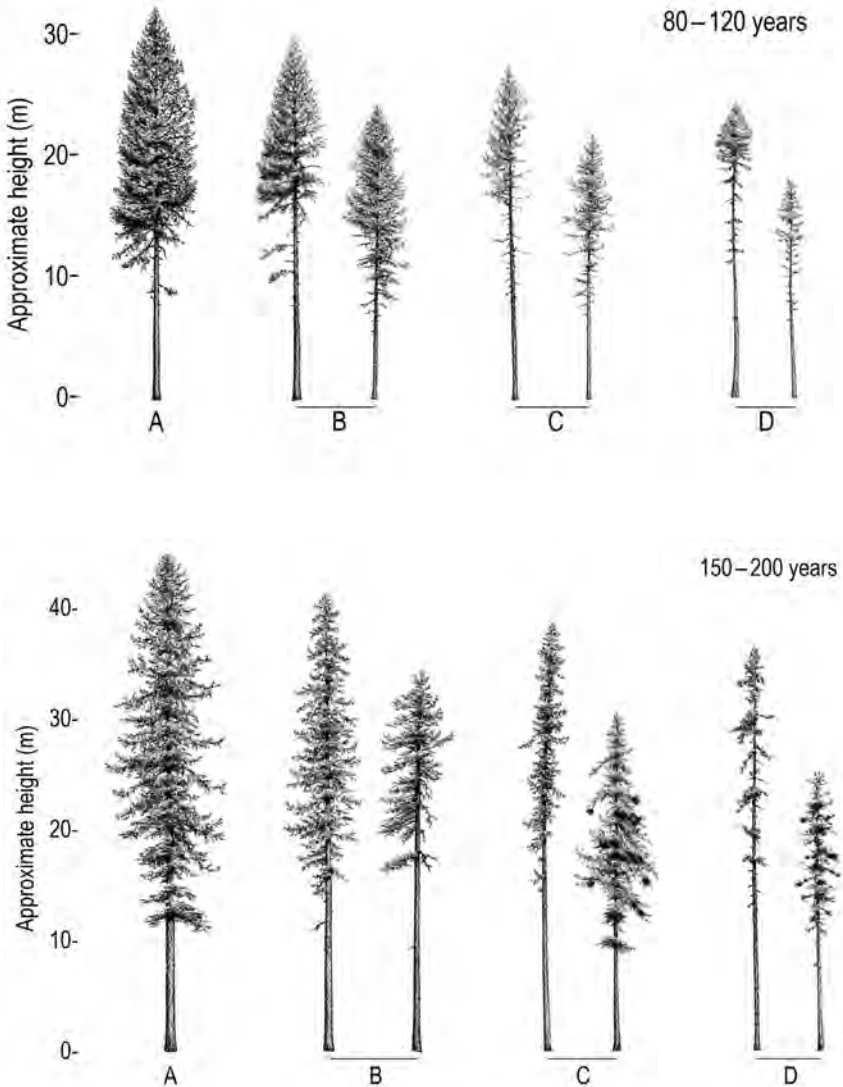 80–120 years
Approximate height (m)
30-
20-
10-
0-
A B C D
150–200 years
Approximate height (m)
40-
30-
20-
10-
0-
A B C D